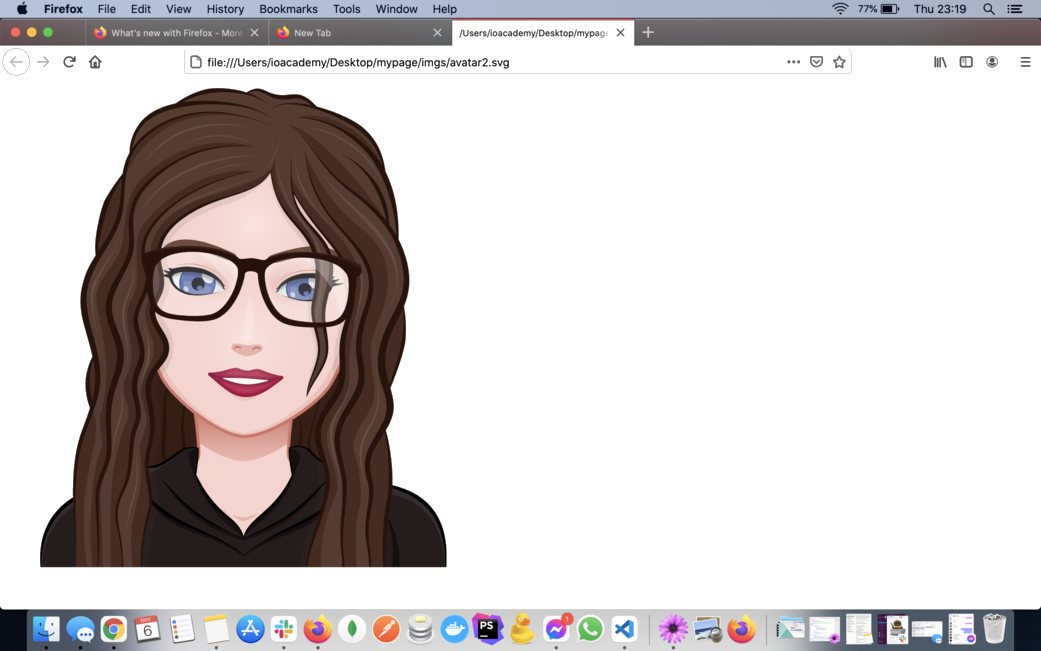 Firefox File Edit View History Bookmarks Tools Window Help 77% Thu 23:19
What's new with Firefox - More New Tab /Users/ioacademy/Desktop/mypage
file:///Users/ioacademy/Desktop/mypage/imgs/avatar2.svg
MAY
6
PS
1